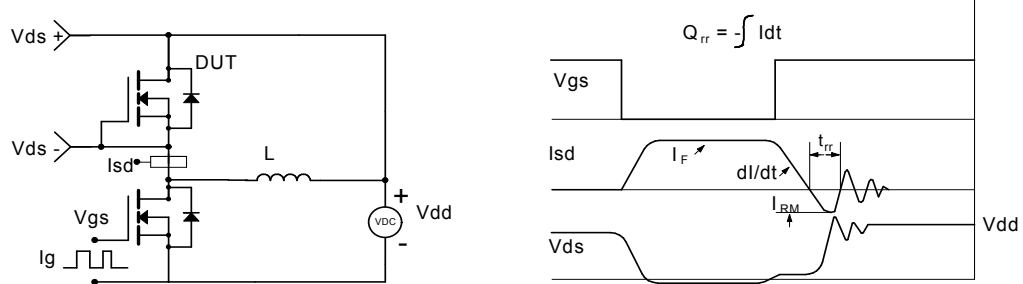 Vds +
DUT
Vds -
Isd
L
Vgs
Ig
+
VDC
-
Vdd
Qrr = -∫ Idt
Vgs
Isd
IF
dI/dt
trr
IRM
Vds
Vdd